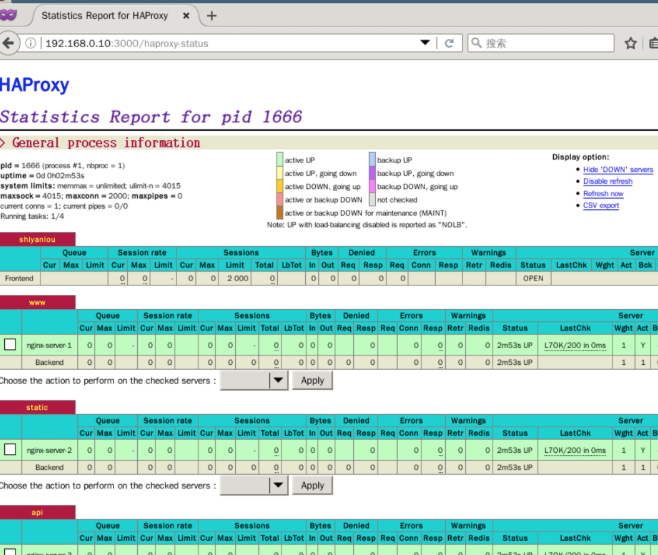 Statistics Report for HAProxy × +
192.168.0.10:3000/haproxy-status 搜索
HAProxy
Statistics Report for pid 1666
> General process information
pid = 1666 (process #1, nbproc = 1)
uptime = 0d 0h02m53s
system limits: memmax = unlimited; ulimit-n = 4015
maxsock = 4015; maxconn = 2000; maxpipes = 0
current conns = 1; current pipes = 0/0
Running tasks: 1/4
active UP backup UP
active UP, going down backup UP, going down
active DOWN, going up backup DOWN, going up
active or backup DOWN not checked
active or backup DOWN for maintenance (MAINT)
Note: UP with load-balancing disabled is reported as "NOLB".
Display option:
• Hide 'DOWN' servers
• Disable refresh
• Refresh now
• CSV export
shiyanlou
Queue Session rate Sessions Bytes Denied Errors Warnings Server
Cur Max Limit Cur Max Limit Cur Max Limit Total LbTot In Out Req Resp Req Conn Resp Retr Redis Status LastChk Wght Act Bck
Frontend 0 0 - 0 0 2 000 0 0 0 0 0 0 OPEN
www
Queue Session rate Sessions Bytes Denied Errors Warnings Server
Cur Max Limit Cur Max Limit Cur Max Limit Total LbTot In Out Req Resp Req Conn Resp Retr Redis Status LastChk Wght Act B
nginx-server-1 0 0 - 0 0 0 0 - 0 0 0 0 0 0 0 0 0 2m53s UP L7OK/200 in 0ms 1 Y
Backend 0 0 0 0 0 0 0 0 0 0 0 0 0 0 0 0 2m53s UP 1 1
Choose the action to perform on the checked servers : Apply
static
Queue Session rate Sessions Bytes Denied Errors Warnings Server
Cur Max Limit Cur Max Limit Cur Max Limit Total LbTot In Out Req Resp Req Conn Resp Retr Redis Status LastChk Wght Act B
nginx-server-2 0 0 - 0 0 0 0 - 0 0 0 0 0 0 0 0 0 2m53s UP L7OK/200 in 0ms 1 Y
Backend 0 0 0 0 0 0 0 0 0 0 0 0 0 0 0 0 2m53s UP 1 1
Choose the action to perform on the checked servers : Apply
api
Queue Session rate Sessions Bytes Denied Errors Warnings Server
Cur Max Limit Cur Max Limit Cur Max Limit Total LbTot In Out Req Resp Req Conn Resp Retr Redis Status LastChk Wght Act B